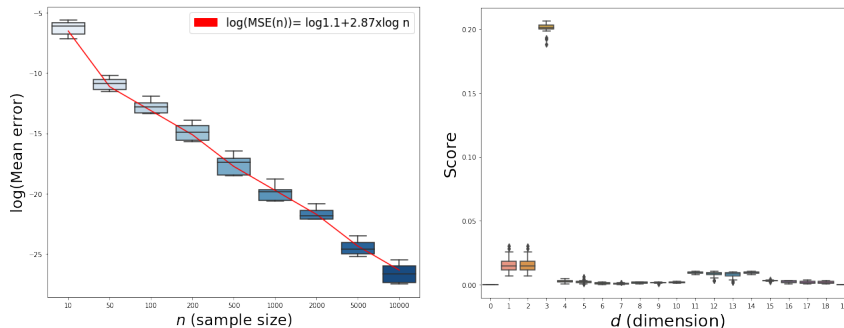 log(MSE(n))= log1.1+2.87xlog n
log(Mean error)
-5
-10
-15
-20
-25
10 50 100 200 500 1000 2000 5000 10000
n (sample size)
Score
0.20
0.15
0.10
0.05
0.00
0 1 2 3 4 5 6 7 8 9 10 11 12 13 14 15 16 17 18
d (dimension)